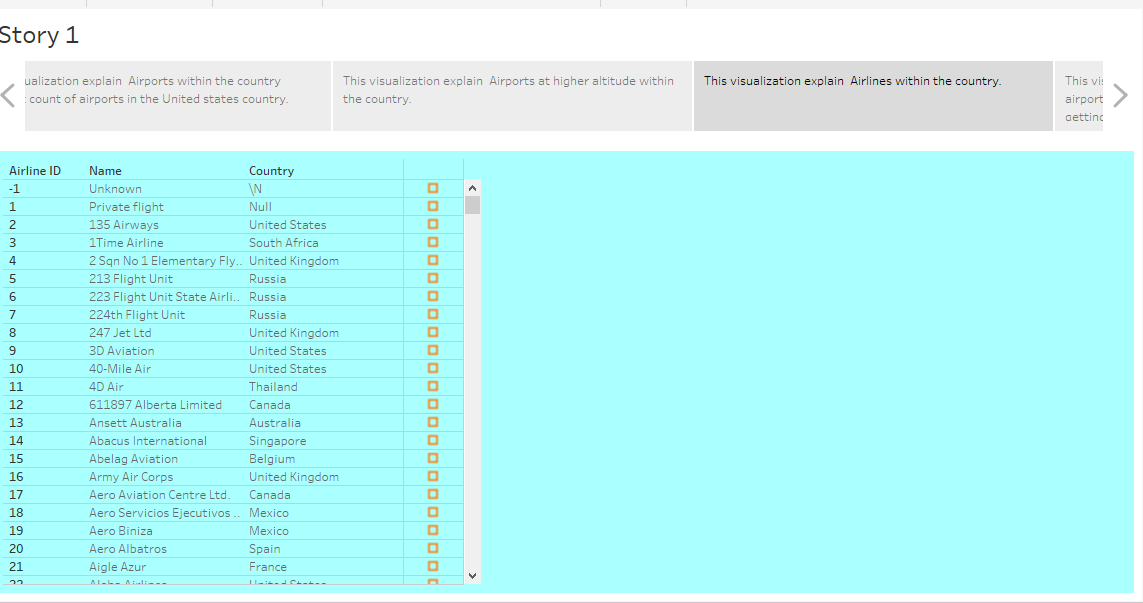 Story 1
ualization explain Airports within the country
count of airports in the United states country.
This visualization explain Airports at higher altitude within
the country.
This visualization explain Airlines within the country.
This vi
airport
getting
Airline ID Name Country
-1 Unknown \N
1 Private flight Null
2 135 Airways United States
3 1Time Airline South Africa
4 2 Sqn No 1 Elementary Fly.. United Kingdom
5 213 Flight Unit Russia
6 223 Flight Unit State Airli.. Russia
7 224th Flight Unit Russia
8 247 Jet Ltd United Kingdom
9 3D Aviation United States
10 40-Mile Air United States
11 4D Air Thailand
12 611897 Alberta Limited Canada
13 Ansett Australia Australia
14 Abacus International Singapore
15 Abelag Aviation Belgium
16 Army Air Corps United Kingdom
17 Aero Aviation Centre Ltd. Canada
18 Aero Servicios Ejecutivos .. Mexico
19 Aero Biniza Mexico
20 Aero Albatros Spain
21 Aigle Azur France
22 Aloha Airlines United States